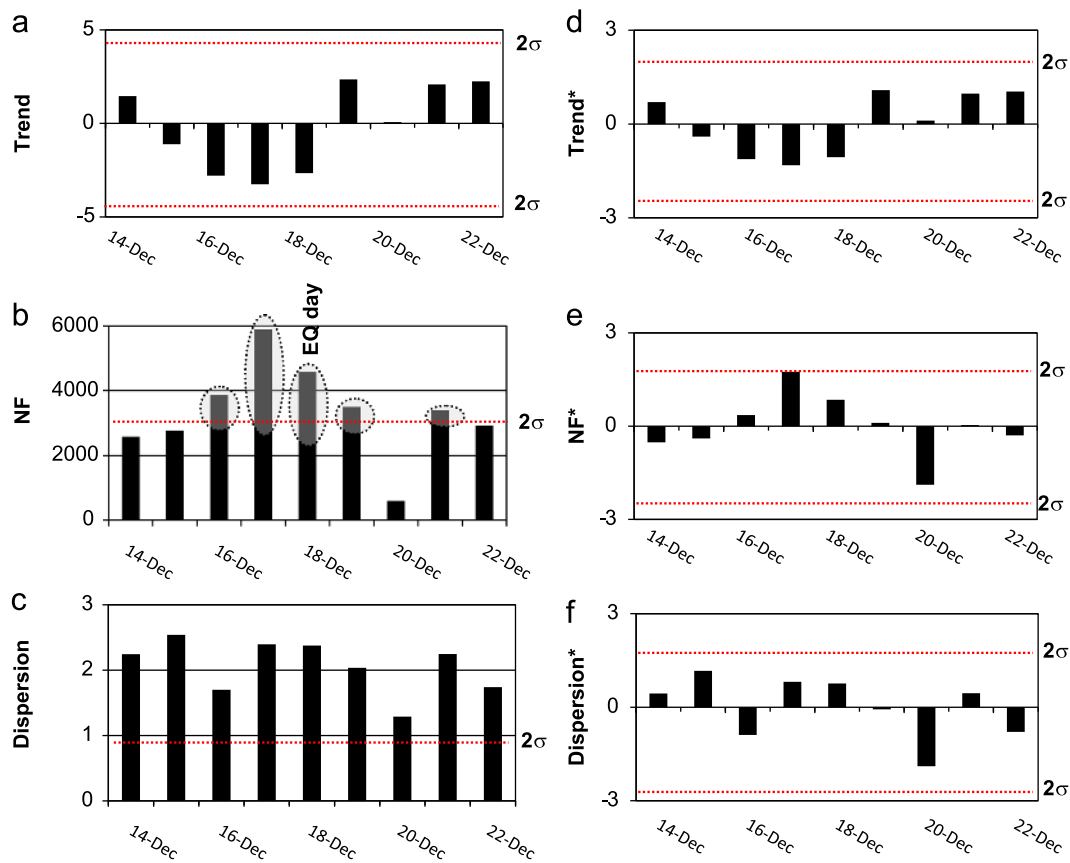 a
5
0
-5
Trend
2σ
2σ
14-Dec
16-Dec
18-Dec
20-Dec
22-Dec
d
3
0
-3
Trend*
2σ
2σ
14-Dec
16-Dec
18-Dec
20-Dec
22-Dec
b
6000
4000
2000
0
NF
EQ day
2σ
14-Dec
16-Dec
18-Dec
20-Dec
22-Dec
e
3
0
-3
NF*
2σ
2σ
14-Dec
16-Dec
18-Dec
20-Dec
22-Dec
c
3
2
1
0
Dispersion
2σ
14-Dec
16-Dec
18-Dec
20-Dec
22-Dec
f
3
0
-3
Dispersion*
2σ
2σ
14-Dec
16-Dec
18-Dec
20-Dec
22-Dec